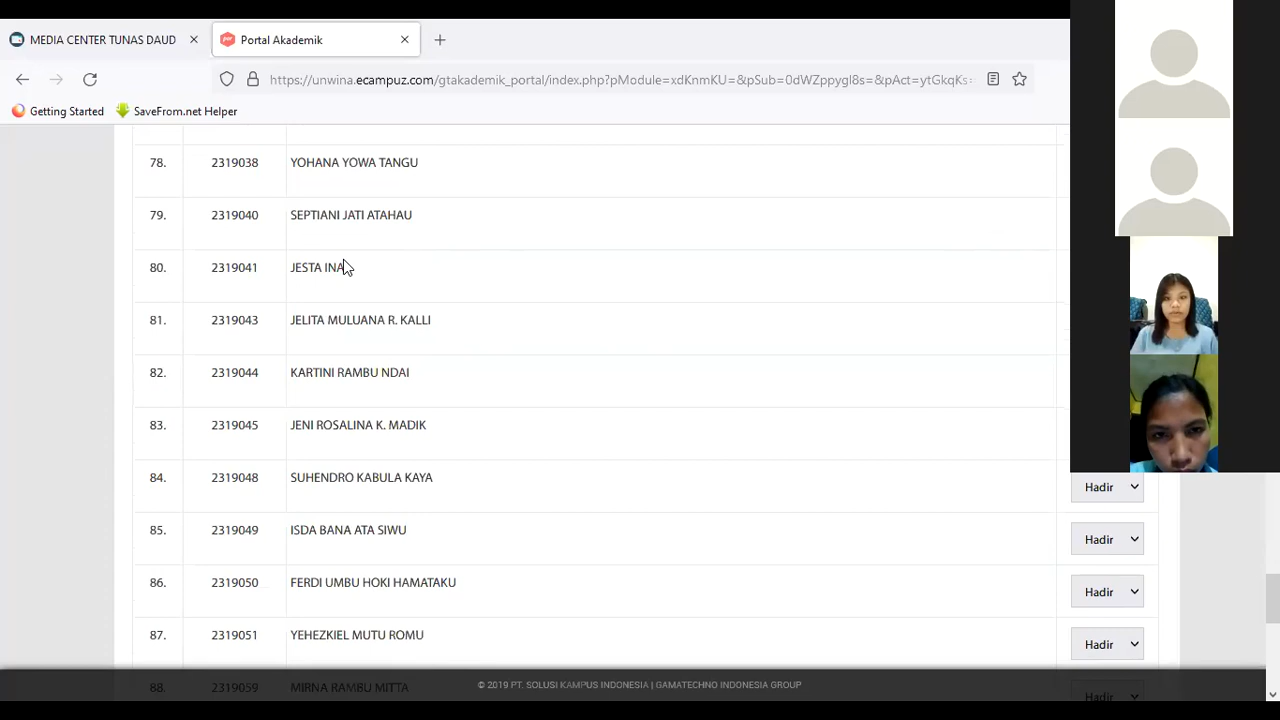 MEDIA CENTER TUNAS DAUD
Portal Akademik
https://unwina.ecampuz.com/gtakademik_portal/index.php?pModule=xdKnmKU=&pSub=0dWZppygl8s=&pAct=ytGkqKs=
Getting Started
SaveFrom.net Helper
78. 2319038 YOHANA YOWA TANGU
79. 2319040 SEPTIANI JATI ATAHAU
80. 2319041 JESTA INA
81. 2319043 JELITA MULUANA R. KALLI
82. 2319044 KARTINI RAMBU NDAI
83. 2319045 JENI ROSALINA K. MADIK
84. 2319048 SUHENDRO KABULA KAYA Hadir
85. 2319049 ISDA BANA ATA SIWU Hadir
86. 2319050 FERDI UMBU HOKI HAMATAKU Hadir
87. 2319051 YEHEZKIEL MUTU ROMU Hadir
88. 2319059 MIRNA RAMBU MITTA Hadir
© 2019 PT. SOLUSI KAMPUS INDONESIA | GAMATECHNO INDONESIA GROUP